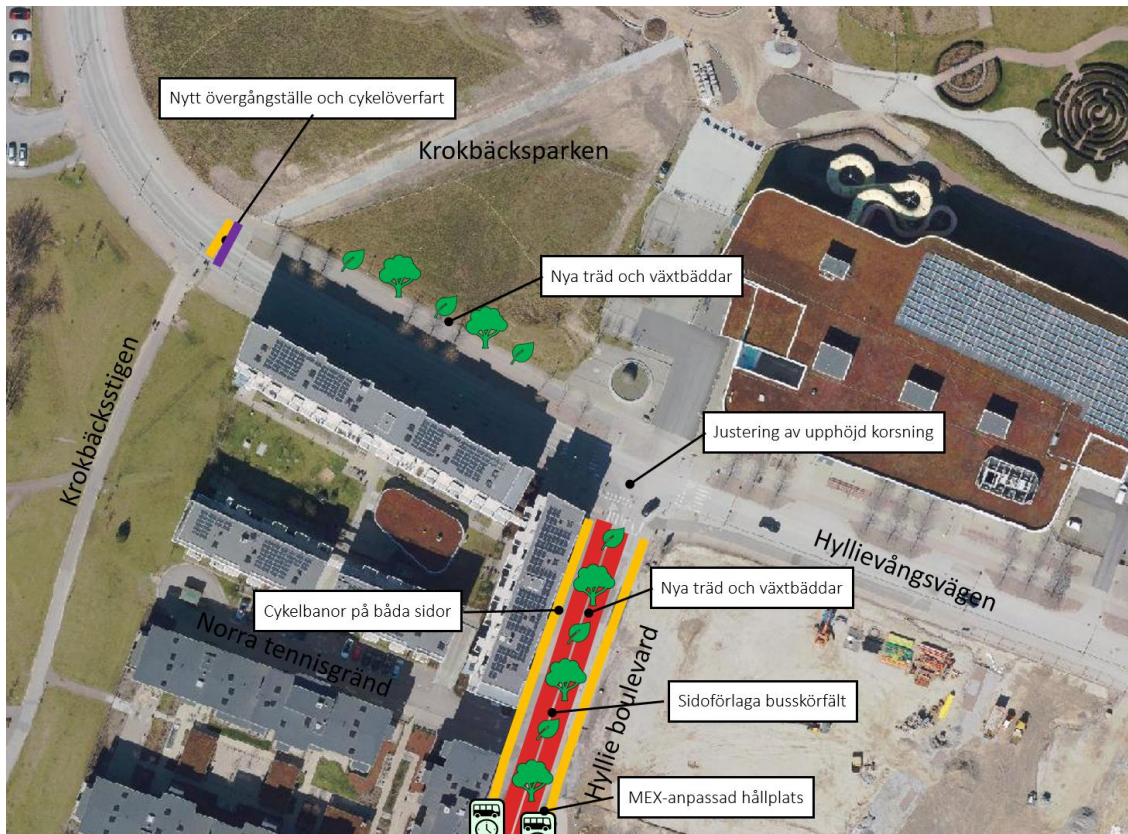 Nytt övergångställe och cykelöverfart
Krokbäcksparken
Nya träd och växtbäddar
Krokbäcksstigen
Justering av upphöjd korsning
Hyllievångsvägen
Nya träd och växtbäddar
Cykelbanor på båda sidor
Norra tennisgränd
Sidoförlaga busskörfält
Hyllie boulevard
MEX-anpassad hållplats